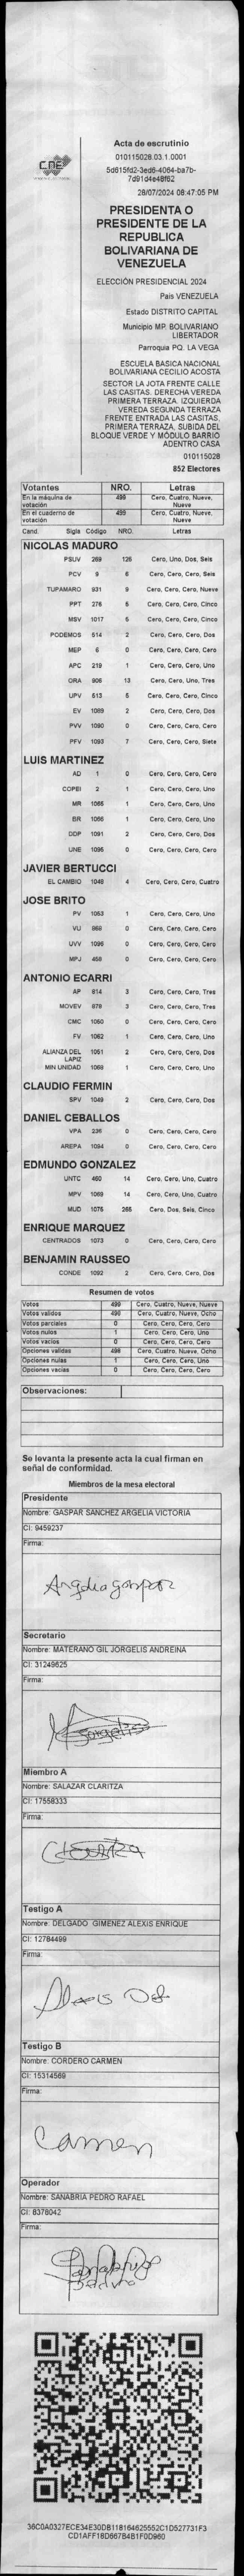 CNE
Acta de escrutinio
010115028.03.1.0001
5d615fd2-3ed6-4064-ba7b-
7d91d4e48f62
28/07/2024 08:47:05 PM
PRESIDENTA O
PRESIDENTE DE LA
REPUBLICA
BOLIVARIANA DE
VENEZUELA
ELECCIÓN PRESIDENCIAL 2024
País VENEZUELA
Estado DISTRITO CAPITAL
Municipio MP. BOLIVARIANO
LIBERTADOR
Parroquia PQ. LA VEGA
ESCUELA BASICA NACIONAL
BOLIVARIANA CECILIO ACOSTA
SECTOR LA JOTA FRENTE CALLE
LAS CASITAS. DERECHA VEREDA
PRIMERA TERRAZA. IZQUIERDA
VEREDA SEGUNDA TERRAZA
FRENTE ENTRADA LAS CASITAS,
PRIMERA TERRAZA, SUBIDA DEL
BLOQUE VERDE Y MÓDULO BARRIO
ADENTRO CASA
010115028
852 Electores
Votantes NRO. Letras
En la máquina de votación 499 Cero, Cuatro, Nueve, Nueve
En el cuaderno de votación 499 Cero, Cuatro, Nueve, Nueve
Cand. Sigla Código NRO. Letras
NICOLAS MADURO
PSUV 269 126 Cero, Uno, Dos, Seis
PCV 9 6 Cero, Cero, Cero, Seis
TUPAMARO 931 9 Cero, Cero, Cero, Nueve
PPT 276 5 Cero, Cero, Cero, Cinco
MSV 1017 5 Cero, Cero, Cero, Cinco
PODEMOS 514 2 Cero, Cero, Cero, Dos
MEP 6 0 Cero, Cero, Cero, Cero
APC 219 1 Cero, Cero, Cero, Uno
ORA 806 13 Cero, Cero, Uno, Tres
UPV 513 5 Cero, Cero, Cero, Cinco
EV 1089 2 Cero, Cero, Cero, Dos
PVV 1090 0 Cero, Cero, Cero, Cero
PFV 1093 7 Cero, Cero, Cero, Siete
LUIS MARTINEZ
AD 1 0 Cero, Cero, Cero, Cero
COPEI 2 1 Cero, Cero, Cero, Uno
MR 1065 1 Cero, Cero, Cero, Uno
BR 1066 1 Cero, Cero, Cero, Uno
DDP 1091 2 Cero, Cero, Cero, Dos
UNE 1095 0 Cero, Cero, Cero, Cero
JAVIER BERTUCCI
EL CAMBIO 1048 4 Cero, Cero, Cero, Cuatro
JOSE BRITO
PV 1053 1 Cero, Cero, Cero, Uno
VU 868 0 Cero, Cero, Cero, Cero
UVV 1096 0 Cero, Cero, Cero, Cero
MPJ 458 0 Cero, Cero, Cero, Cero
ANTONIO ECARRI
AP 814 3 Cero, Cero, Cero, Tres
MOVEV 878 3 Cero, Cero, Cero, Tres
CMC 1050 0 Cero, Cero, Cero, Cero
FV 1062 1 Cero, Cero, Cero, Uno
ALIANZA DEL LAPIZ 1051 2 Cero, Cero, Cero, Dos
MIN UNIDAD 1068 1 Cero, Cero, Cero, Uno
CLAUDIO FERMIN
SPV 1049 2 Cero, Cero, Cero, Dos
DANIEL CEBALLOS
VPA 236 0 Cero, Cero, Cero, Cero
AREPA 1094 0 Cero, Cero, Cero, Cero
EDMUNDO GONZALEZ
UNTC 460 14 Cero, Cero, Uno, Cuatro
MPV 1069 14 Cero, Cero, Uno, Cuatro
MUD 1075 265 Cero, Dos, Seis, Cinco
ENRIQUE MARQUEZ
CENTRADOS 1073 0 Cero, Cero, Cero, Cero
BENJAMIN RAUSSEO
CONDE 1092 2 Cero, Cero, Cero, Dos
Resumen de votos
Votos 499 Cero, Cuatro, Nueve, Nueve
Votos validos 498 Cero, Cuatro, Nueve, Ocho
Votos parciales 0 Cero, Cero, Cero, Cero
Votos nulos 1 Cero, Cero, Cero, Uno
Votos vacios 0 Cero, Cero, Cero, Cero
Opciones validas 498 Cero, Cuatro, Nueve, Ocho
Opciones nulas 1 Cero, Cero, Cero, Uno
Opciones vacias 0 Cero, Cero, Cero, Cero
Observaciones:
Se levanta la presente acta la cual firman en
señal de conformidad.
Miembros de la mesa electoral
Presidente
Nombre: GASPAR SANCHEZ ARGELIA VICTORIA
CI: 9459237
Firma:
Argelia gaspar
Secretario
Nombre: MATERANO GIL JORGELIS ANDREINA
CI: 31249625
Firma:
Jorgelis
Miembro A
Nombre: SALAZAR CLARITZA
CI: 17558333
Firma:
Testigo A
Nombre: DELGADO GIMENEZ ALEXIS ENRIQUE
CI: 12784499
Firma:
Alexis Del
Testigo B
Nombre: CORDERO CARMEN
CI: 15314569
Firma:
Carmen
Operador
Nombre: SANABRIA PEDRO RAFAEL
CI: 8376042
Firma:
36C0A0327ECE34E30DB118164625552C1D527731F3
CD1AFF18D667B4B1F0D960